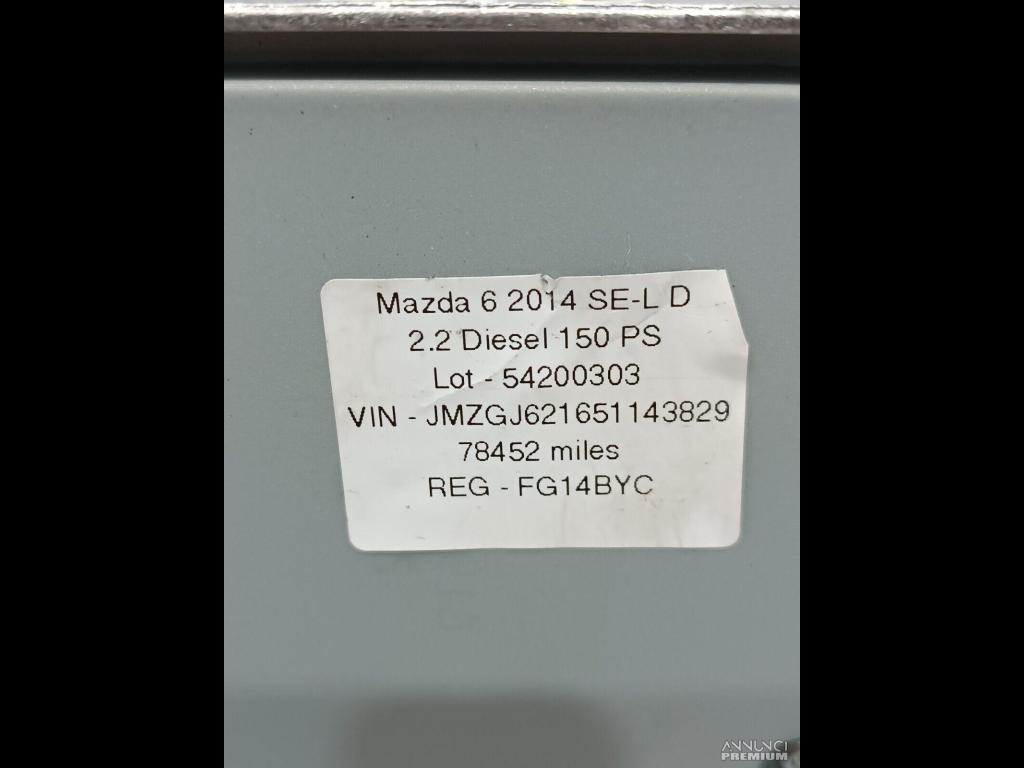 Mazda 6 2014 SE-L D
2.2 Diesel 150 PS
Lot - 54200303
VIN - JMZGJ621651143829
78452 miles
REG - FG14BYC
ANNUNCI
PREMIUM